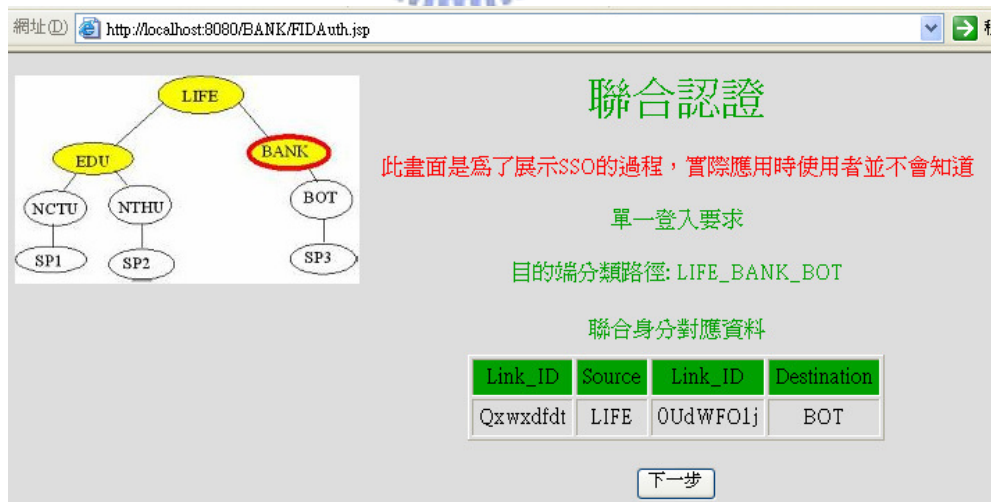 網址(D) http://localhost:8080/BANK/FIDAuth.jsp
LIFE
EDU
BANK
NCTU
NTHU
BOT
SP1
SP2
SP3
聯合認證
此畫面是為了展示SSO的過程，實際應用時使用者並不會知道
單一登入要求
目的端分類路徑: LIFE_BANK_BOT
聯合身分對應資料
Link_ID Source Link_ID Destination
Qxwxdfdt LIFE 0UdWFO1j BOT
下一步